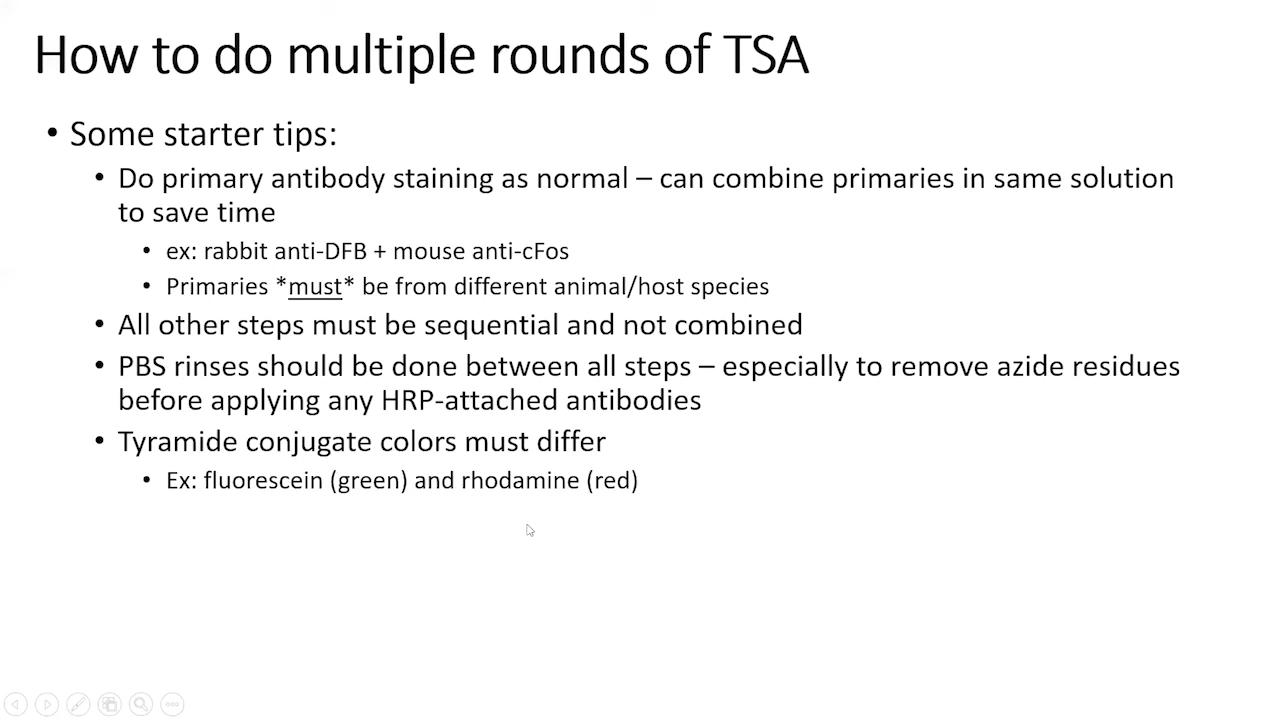 How to do multiple rounds of TSA
• Some starter tips:
• Do primary antibody staining as normal – can combine primaries in same solution
to save time
• ex: rabbit anti-DFB + mouse anti-cFos
• Primaries *must* be from different animal/host species
• All other steps must be sequential and not combined
• PBS rinses should be done between all steps – especially to remove azide residues
before applying any HRP-attached antibodies
• Tyramide conjugate colors must differ
• Ex: fluorescein (green) and rhodamine (red)